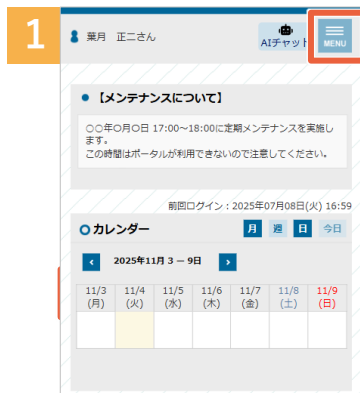 1
葉月 正二さん
AIチャット
MENU
【メンテナンスについて】
○○年○月○日 17:00~18:00に定期メンテナンスを実施し
ます。
この時間はポータルが利用できないので注意してください。
前回ログイン：2025年07月08日(火) 16:59
カレンダー
月 週 日 今日
2025年11月 3 — 9日
11/3 11/4 11/5 11/6 11/7 11/8 11/9
(月) (火) (水) (木) (金) (土) (日)